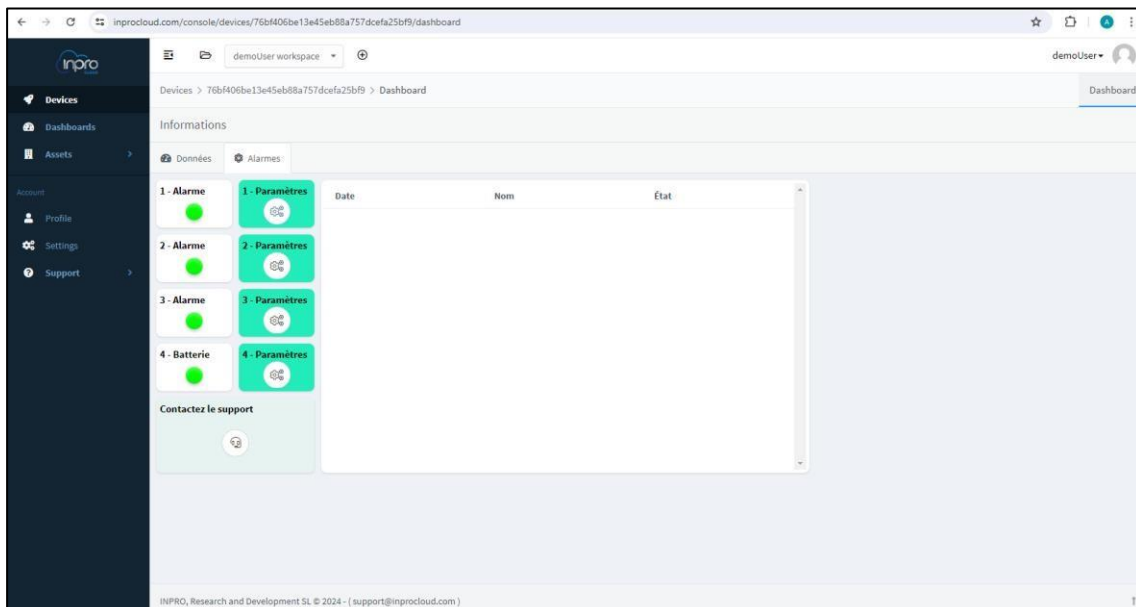 inprocloud.com/console/devices/76bf406be13e45eb88a757dcefa25bf9/dashboard
A
inpro
demoUser workspace
demoUser
Devices
Dashboards
Assets
Account
Profile
Settings
Support
Devices > 76bf406be13e45eb88a757dcefa25bf9 > Dashboard
Dashboard
Informations
Données
Alarmes
1 - Alarme
1 - Paramètres
2 - Alarme
2 - Paramètres
3 - Alarme
3 - Paramètres
4 - Batterie
4 - Paramètres
Contactez le support
Date Nom État
INPRO, Research and Development SL © 2024 - ( support@inprocloud.com )